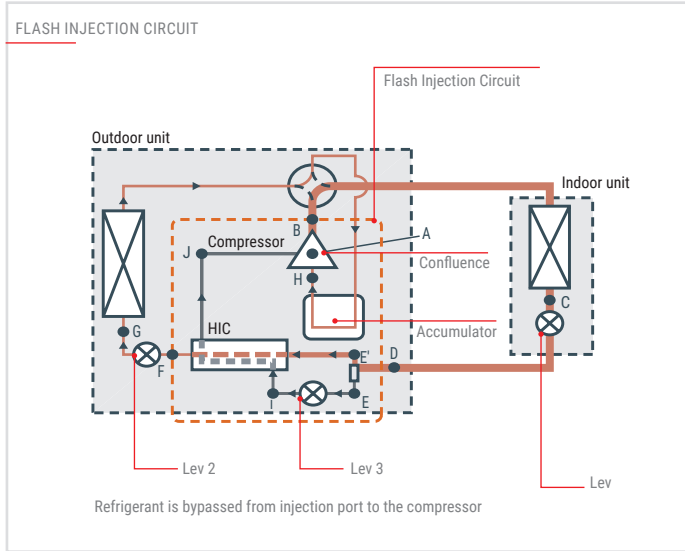 FLASH INJECTION CIRCUIT
Flash Injection Circuit
Outdoor unit
Indoor unit
B
A
J
Compressor
Confluence
H
C
Accumulator
G
HIC
F
E'
D
I
E
Lev 2
Lev 3
Lev
Refrigerant is bypassed from injection port to the compressor